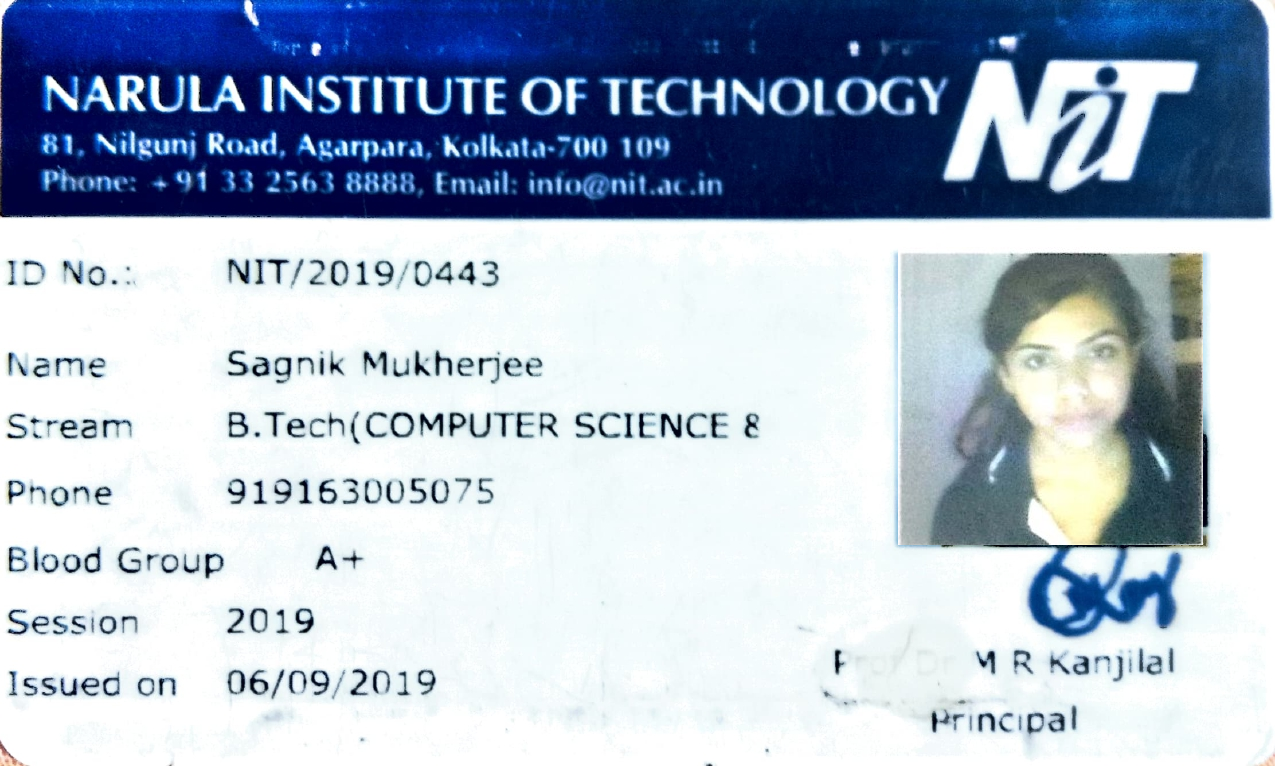 NARULA INSTITUTE OF TECHNOLOGY
NiT
81, Nilgunj Road, Agarpara, Kolkata-700 109
Phone: +91 33 2563 8888, Email: info@nit.ac.in
ID No.: NIT/2019/0443
Name Sagnik Mukherjee
Stream B.Tech(COMPUTER SCIENCE &
Phone 919163005075
Blood Group A+
Session 2019
Issued on 06/09/2019
Prof Dr M R Kanjilal
Principal